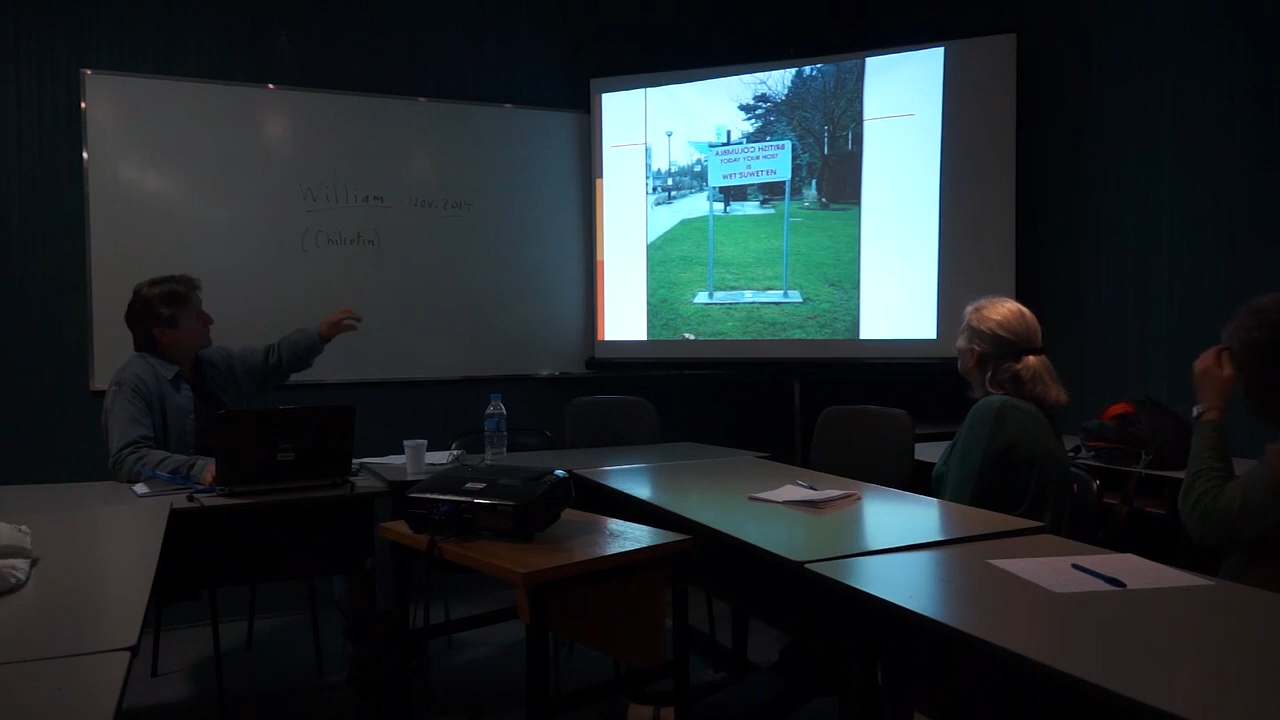 William Nov. 2014
(Chilcotin)
BRITISH COLUMBIA
TODAY YOUR HOST
IS
WET'SUWET'EN